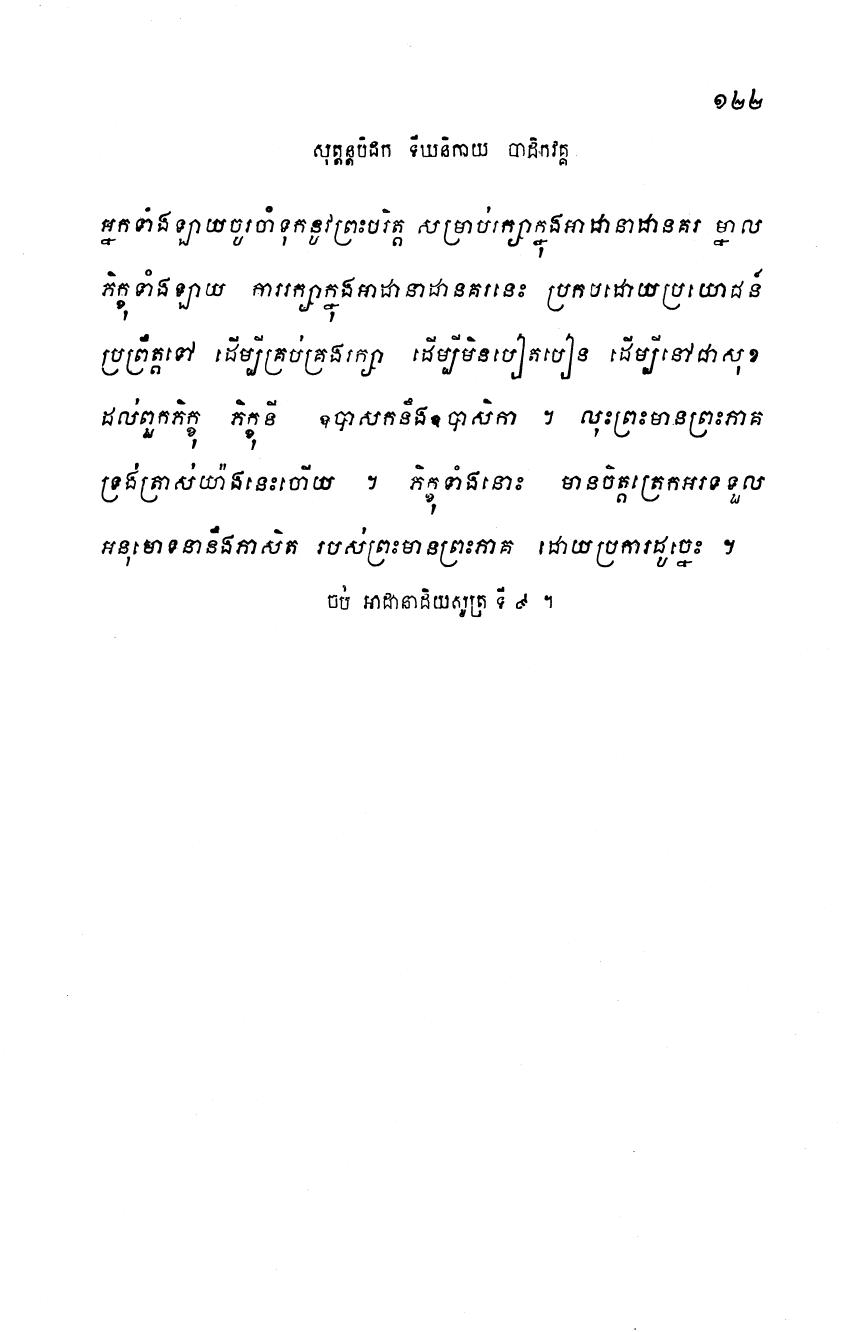 ១២២
សុត្តន្តបិដក ទីឃនិកាយ បាដិកវគ្គ
អ្នកទាំងឡាយចូរចាំទុកនូវព្រះបរិត្ត សម្រាប់រក្សាក្នុងអាដានាដានគរ ម្នាល
ភិក្ខុទាំងឡាយ ការរក្សាក្នុងអាដានាដានគរនេះ ប្រកបដោយប្រយោជន៍
ប្រព្រឹត្តទៅ ដើម្បីគ្រប់គ្រងរក្សា ដើម្បីមិនបៀតបៀន ដើម្បីនៅជាសុខ
ដល់ពួកភិក្ខុ ភិក្ខុនី ឧបាសកនឹងឧបាសិកា ។ លុះព្រះមានព្រះភាគ
ទ្រង់ត្រាស់យ៉ាងនេះហើយ ។ ភិក្ខុទាំងនោះ មានចិត្តត្រេកអរទទួល
អនុមោទនានឹងភាសិត របស់ព្រះមានព្រះភាគ ដោយប្រការដូច្នេះ ។
ចប់ អាដានាដិយសូត្រ ទី ៩ ។